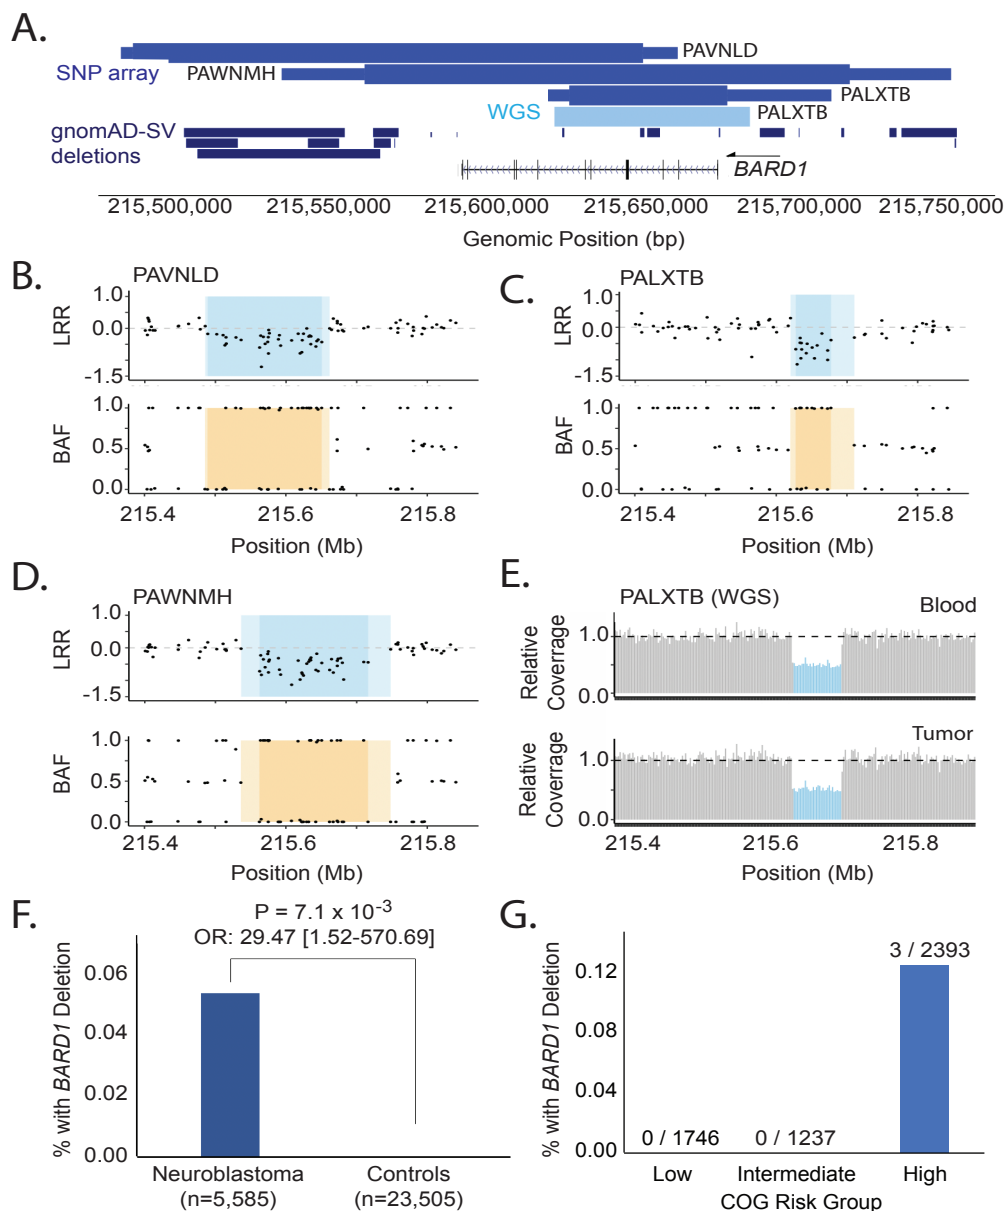 A.
PAVNLD
SNP array
PAWNMH
PALXTB
WGS
PALXTB
gnomAD-SV
deletions
BARD1
215,500,000 215,550,000 215,600,000 215,650,000 215,700,000 215,750,000
Genomic Position (bp)
B.
PAVNLD
LRR
1.0
0.0
-1.5
BAF
1.0
0.5
0.0
215.4 215.6 215.8
Position (Mb)
C.
PALXTB
LRR
1.0
0.0
-1.5
BAF
1.0
0.5
0.0
215.4 215.6 215.8
Position (Mb)
D.
PAWNMH
LRR
1.0
0.0
-1.5
BAF
1.0
0.5
0.0
215.4 215.6 215.8
Position (Mb)
E.
PALXTB (WGS)
Blood
Relative
Coverrage
1.0
0.0
Tumor
Relative
Coverrage
1.0
0.0
215.4 215.6 215.8
Position (Mb)
F.
P = 7.1 x 10-3
OR: 29.47 [1.52-570.69]
% with BARD1 Deletion
0.06
0.04
0.02
0.00
Neuroblastoma Controls
(n=5,585) (n=23,505)
G.
% with BARD1 Deletion
0.12
0.08
0.04
0.00
3 / 2393
0 / 1746 0 / 1237
Low Intermediate High
COG Risk Group